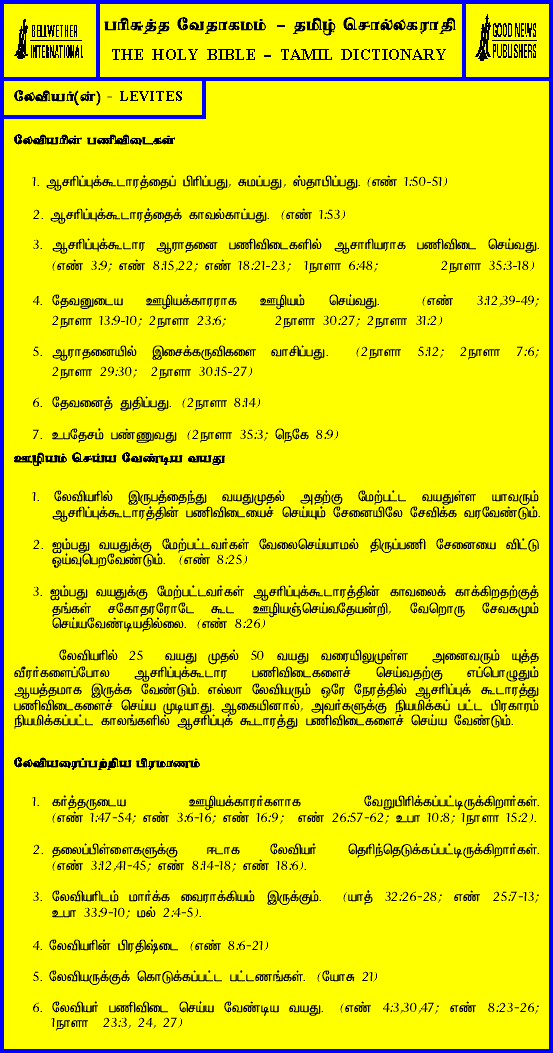 BELLWETHER
INTERNATIONAL
பரிசுத்த வேதாகமம் – தமிழ் சொல்லகராதி
THE HOLY BIBLE – TAMIL DICTIONARY
GOOD NEWS
PUBLISHERS
லேவியர்(ன்) - LEVITES
லேவியரின் பணிவிடைகள்
1. ஆசரிப்புக்கூடாரத்தைப் பிரிப்பது, சுமப்பது, ஸ்தாபிப்பது. (எண் 1:50-51)
2. ஆசரிப்புக்கூடாரத்தைக் காவல்காப்பது. (எண் 1:53)
3. ஆசரிப்புக்கூடார ஆராதனை பணிவிடைகளில் ஆசாரியராக பணிவிடை செய்வது.
(எண் 3:9; எண் 8:15,22; எண் 18:21-23; 1நாளா 6:48; 2நாளா 35:3-18)
4. தேவனுடைய ஊழியக்காரராக ஊழியம் செய்வது. (எண் 3:12,39-49;
2நாளா 13:9-10; 2நாளா 23:6; 2நாளா 30:27; 2நாளா 31:2)
5. ஆராதனையில் இசைக்கருவிகளை வாசிப்பது. (2நாளா 5:12; 2நாளா 7:6;
2நாளா 29:30; 2நாளா 30:15-27)
6. தேவனைத் துதிப்பது. (2நாளா 8:14)
7. உபதேசம் பண்ணுவது (2நாளா 35:3; நெகே 8:9)
ஊழியம் செய்ய வேண்டிய வயது
1. லேவியரில் இருபத்தைந்து வயதுமுதல் அதற்கு மேற்பட்ட வயதுள்ள யாவரும்
ஆசரிப்புக்கூடாரத்தின் பணிவிடையைச் செய்யும் சேனையிலே சேவிக்க வரவேண்டும்.
2. ஐம்பது வயதுக்கு மேற்பட்டவர்கள் வேலைசெய்யாமல் திருப்பணி சேனையை விட்டு
ஒய்வுபெறவேண்டும். (எண் 8:25)
3. ஐம்பது வயதுக்கு மேற்பட்டவர்கள் ஆசரிப்புக்கூடாரத்தின் காவலைக் காக்கிறதற்குத்
தங்கள் சகோதரரோடே கூட ஊழியஞ்செய்வதேயன்றி, வேறொரு சேவகமும்
செய்யவேண்டியதில்லை. (எண் 8:26)
லேவியரில் 25 வயது முதல் 50 வயது வரையிலுமுள்ள அனைவரும் யுத்த
வீரர்களைப்போல ஆசரிப்புக்கூடார பணிவிடைகளைச் செய்வதற்கு எப்பொழுதும்
ஆயத்தமாக இருக்க வேண்டும். எல்லா லேவியரும் ஒரே நேரத்தில் ஆசரிப்புக் கூடாரத்து
பணிவிடைகளைச் செய்ய முடியாது. ஆகையினால், அவர்களுக்கு நியமிக்கப் பட்ட பிரகாரம்
நியமிக்கப்பட்ட காலங்களில் ஆசரிப்புக் கூடாரத்து பணிவிடைகளைச் செய்ய வேண்டும்.
லேவியரைப்பற்றிய பிரமாணம்
1. கர்த்தருடைய ஊழியக்காரர்களாக வேறுபிரிக்கப்பட்டிருக்கிறார்கள்.
(எண் 1:47-54; எண் 3:6-16; எண் 16:9; எண் 26:57-62; உபா 10:8; 1நாளா 15:2).
2. தலைப்பிள்ளைகளுக்கு ஈடாக லேவியர் தெரிந்தெடுக்கப்பட்டிருக்கிறார்கள்.
(எண் 3:12,41-45; எண் 8:14-18; எண் 18:6).
3. லேவியரிடம் மார்க்க வைராக்கியம் இருக்கும். (யாத் 32:26-28; எண் 25:7-13;
உபா 33:9-10; மல் 2:4-5).
4. லேவியரின் பிரதிஷ்டை (எண் 8:6-21)
5. லேவியருக்குக் கொடுக்கப்பட்ட பட்டணங்கள். (யோசு 21)
6. லேவியர் பணிவிடை செய்ய வேண்டிய வயது. (எண் 4:3,30,47; எண் 8:23-26;
1நாளா 23:3, 24, 27)